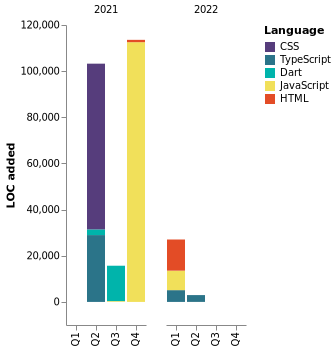 2021 2022
Language
CSS
TypeScript
Dart
JavaScript
HTML
LOC added
120,000
100,000
80,000
60,000
40,000
20,000
0
Q1 Q2 Q3 Q4 Q1 Q2 Q3 Q4